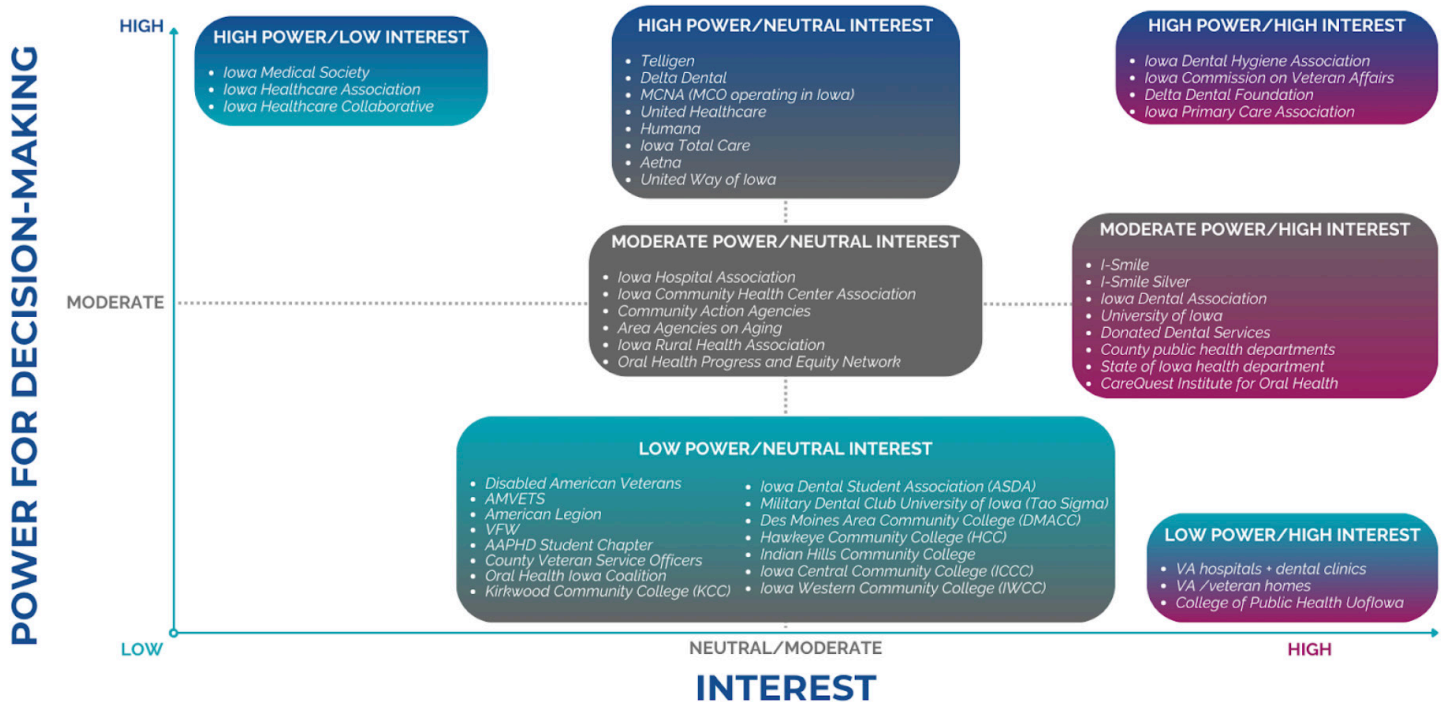 POWER FOR DECISION-MAKING
HIGH
HIGH POWER/LOW INTEREST
• Iowa Medical Society
• Iowa Healthcare Association
• Iowa Healthcare Collaborative
HIGH POWER/NEUTRAL INTEREST
• Telligen
• Delta Dental
• MCNA (MCO operating in Iowa)
• United Healthcare
• Humana
• Iowa Total Care
• Aetna
• United Way of Iowa
HIGH POWER/HIGH INTEREST
• Iowa Dental Hygiene Association
• Iowa Commission on Veteran Affairs
• Delta Dental Foundation
• Iowa Primary Care Association
MODERATE
MODERATE POWER/NEUTRAL INTEREST
• Iowa Hospital Association
• Iowa Community Health Center Association
• Community Action Agencies
• Area Agencies on Aging
• Iowa Rural Health Association
• Oral Health Progress and Equity Network
MODERATE POWER/HIGH INTEREST
• I-Smile
• I-Smile Silver
• Iowa Dental Association
• University of Iowa
• Donated Dental Services
• County public health departments
• State of Iowa health department
• CareQuest Institute for Oral Health
LOW POWER/NEUTRAL INTEREST
• Disabled American Veterans
• AMVETS
• American Legion
• VFW
• AAPHD Student Chapter
• County Veteran Service Officers
• Oral Health Iowa Coalition
• Kirkwood Community College (KCC)
• Iowa Dental Student Association (ASDA)
• Military Dental Club University of Iowa (Tao Sigma)
• Des Moines Area Community College (DMACC)
• Hawkeye Community College (HCC)
• Indian Hills Community College
• Iowa Central Community College (ICCC)
• Iowa Western Community College (IWCC)
LOW POWER/HIGH INTEREST
• VA hospitals + dental clinics
• VA /veteran homes
• College of Public Health UofIowa
LOW
NEUTRAL/MODERATE
HIGH
INTEREST